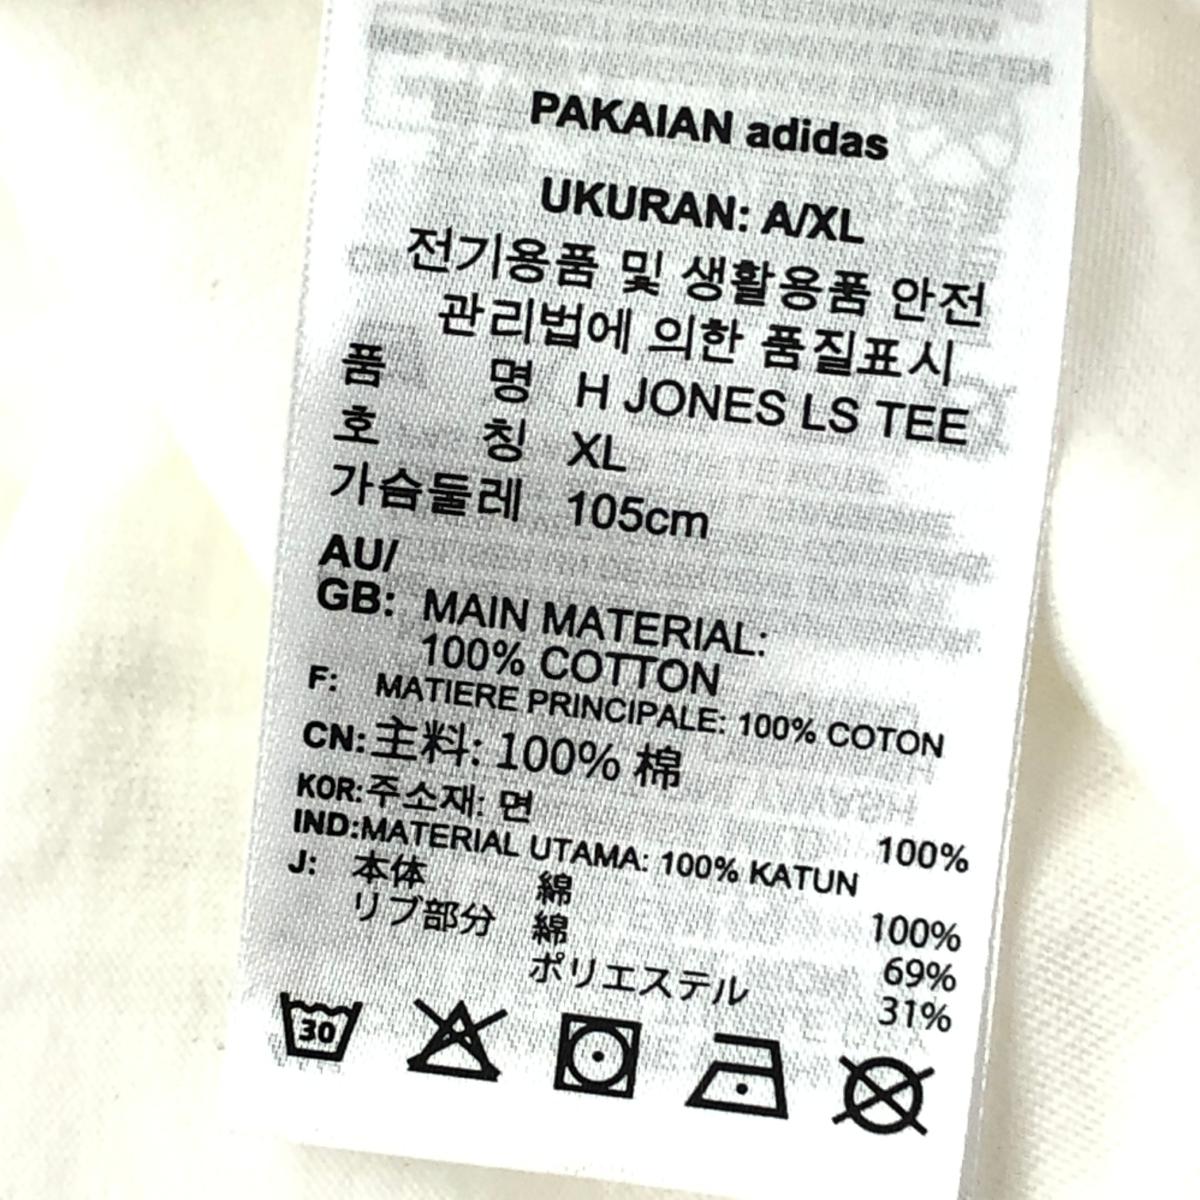 PAKAIAN adidas
UKURAN: A/XL
전기용품 및 생활용품 안전
관리법에 의한 품질표시
품 명 H JONES LS TEE
호 칭 XL
가슴둘레 105cm
AU/
GB: MAIN MATERIAL:
100% COTTON
F: MATIERE PRINCIPALE: 100% COTON
CN:主料: 100% 棉
KOR:주소재: 면 100%
IND:MATERIAL UTAMA: 100% KATUN
J: 本体 綿 100%
リブ部分 綿 69%
ポリエステル 31%
30